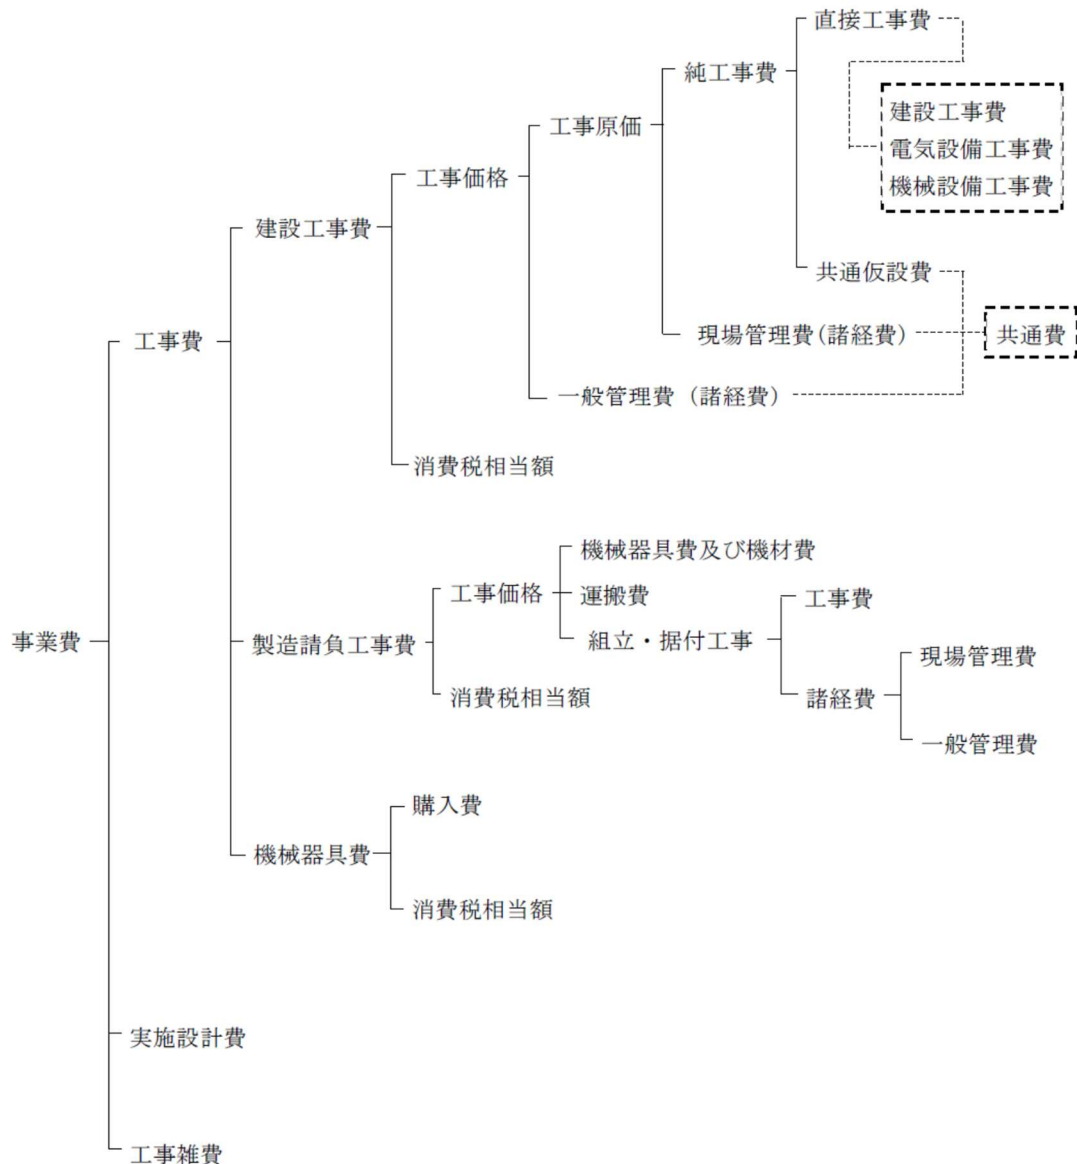 直接工事費
純工事費
建設工事費
工事原価
電気設備工事費
工事価格
機械設備工事費
建設工事費
共通仮設費
工事費
現場管理費(諸経費)
共通費
一般管理費（諸経費）
消費税相当額
機械器具費及び機材費
工事価格
運搬費
工事費
事業費
製造請負工事費
組立・据付工事
現場管理費
消費税相当額
諸経費
一般管理費
購入費
機械器具費
消費税相当額
実施設計費
工事雑費